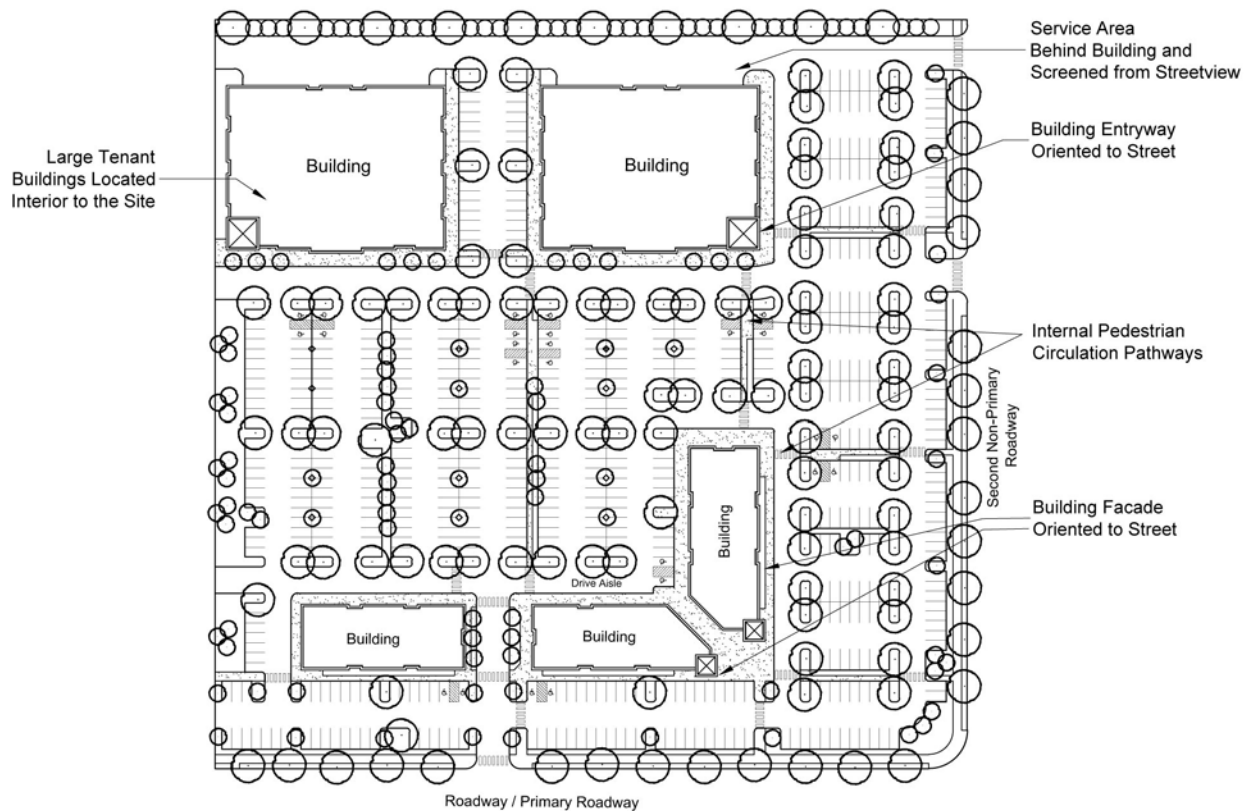 Service Area
Behind Building and
Screened from Streetview
Building Entryway
Oriented to Street
Large Tenant
Buildings Located
Interior to the Site
Building
Building
Internal Pedestrian
Circulation Pathways
Second Non-Primary
Roadway
Building Facade
Oriented to Street
Building
Drive Aisle
Building
Building
Roadway / Primary Roadway